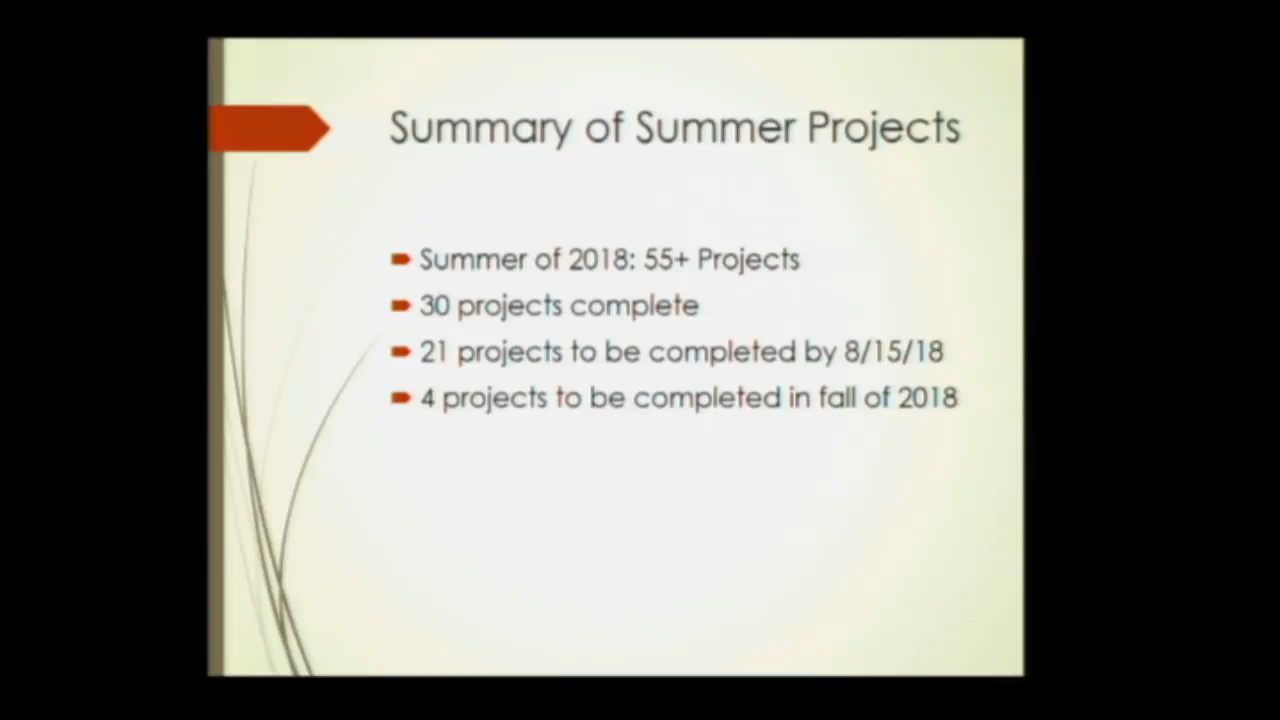 Summary of Summer Projects
Summer of 2018: 55+ Projects
30 projects complete
21 projects to be completed by 8/15/18
4 projects to be completed in fall of 2018